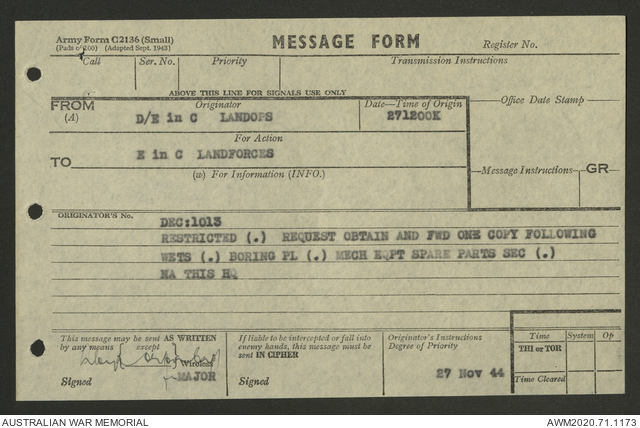 Army Form C2136 (Small)
(Pads of 100) (Adapted Sept. 1943)
MESSAGE FORM
Register No.
Call
Ser. No.
Priority
Transmission Instructions
ABOVE THIS LINE FOR SIGNALS USE ONLY
FROM
(A)
Originator
D/E in C LANDOPS
Date—Time of Origin
271200K
Office Date Stamp
For Action
TO
E in C LANDFORCES
(w) For Information (INFO.)
Message Instructions
GR
ORIGINATOR'S No.
DEC:1013
RESTRICTED (.) REQUEST OBTAIN AND FWD ONE COPY FOLLOWING
WETS (.) BORING PL (.) MECH EQPT SPARE PARTS SEC (.)
NA THIS HQ
This message may be sent AS WRITTEN
by any means except
Wireless
Signed
MAJOR
If liable to be intercepted or fall into
enemy hands, this message must be
sent IN CIPHER
Signed
Originator's Instructions
Degree of Priority
27 Nov 44
Time
System
Op
THI or TOR
Time Cleared
AUSTRALIAN WAR MEMORIAL
AWM2020.71.1173